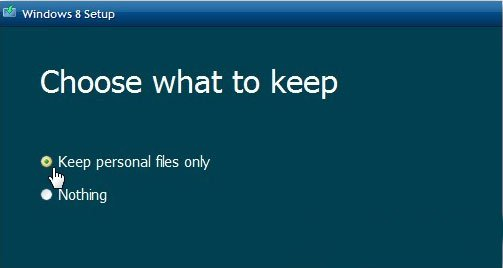 Windows 8 Setup
Choose what to keep
Keep personal files only
Nothing